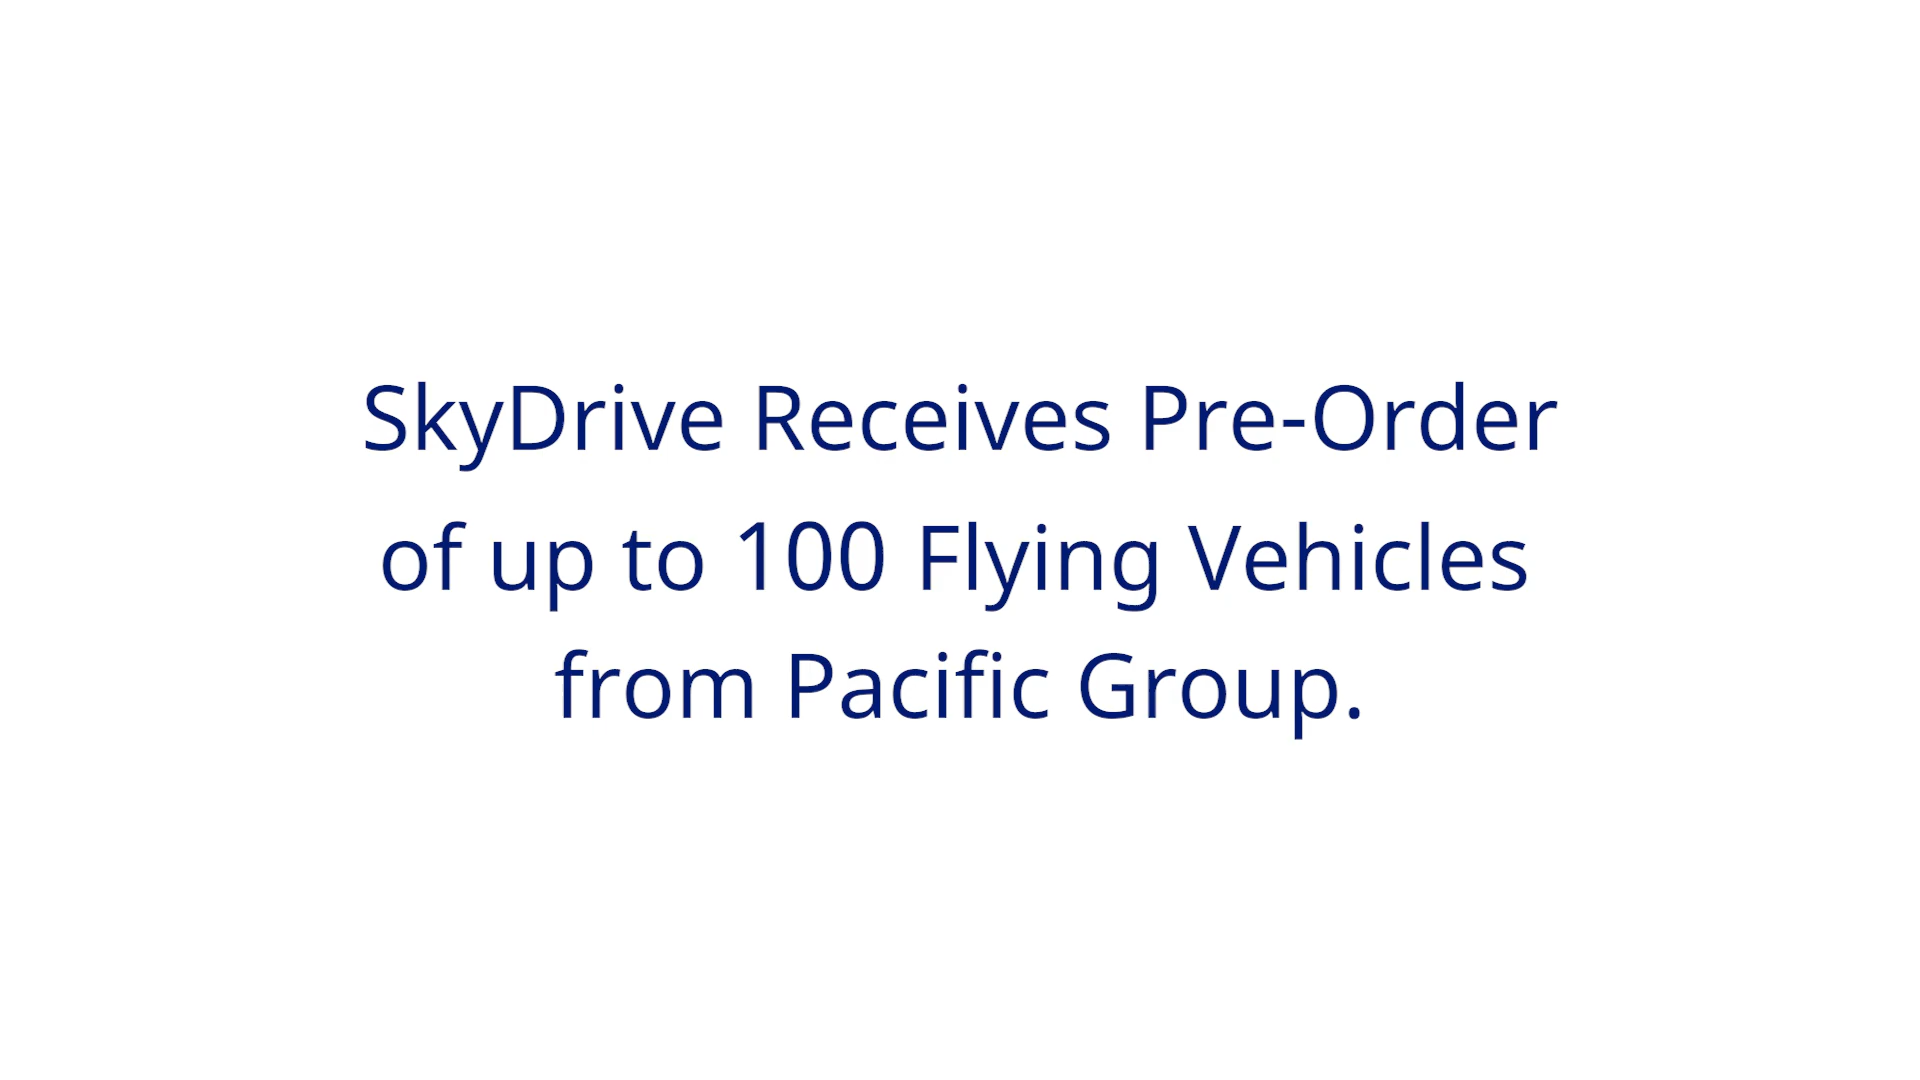 SkyDrive Receives Pre-Order
of up to 100 Flying Vehicles
from Pacific Group.